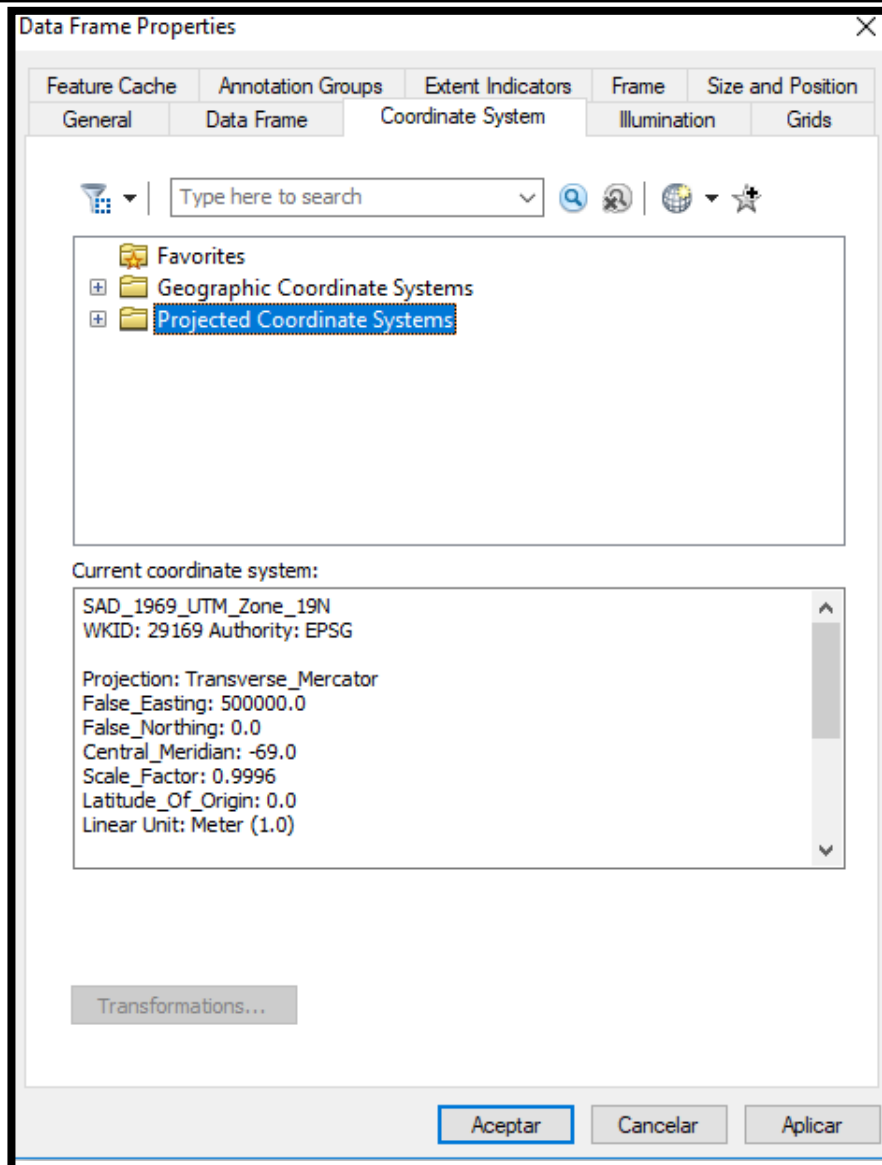 Data Frame Properties
Feature Cache Annotation Groups Extent Indicators Frame Size and Position
General Data Frame Coordinate System Illumination Grids
Type here to search
Favorites
Geographic Coordinate Systems
Projected Coordinate Systems
Current coordinate system:
SAD_1969_UTM_Zone_19N
WKID: 29169 Authority: EPSG
Projection: Transverse_Mercator
False_Easting: 500000.0
False_Northing: 0.0
Central_Meridian: -69.0
Scale_Factor: 0.9996
Latitude_Of_Origin: 0.0
Linear Unit: Meter (1.0)
Transformations...
Aceptar Cancelar Aplicar